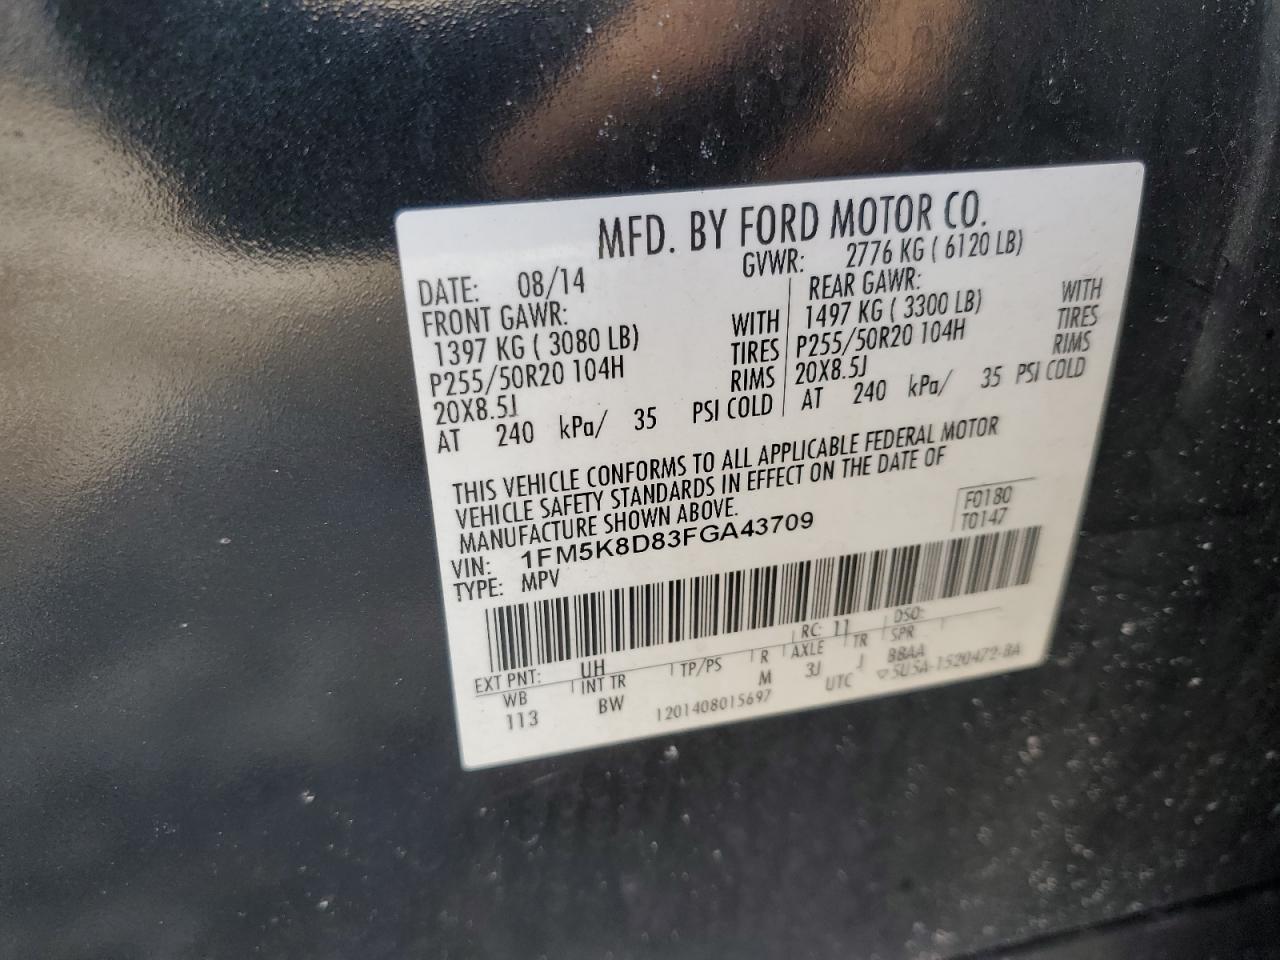 MFD. BY FORD MOTOR CO.
DATE: 08/14 GVWR: 2776 KG ( 6120 LB)
FRONT GAWR: REAR GAWR:
1397 KG ( 3080 LB) WITH 1497 KG ( 3300 LB) WITH
P255/50R20 104H TIRES P255/50R20 104H TIRES
20X8.5J RIMS 20X8.5J RIMS
AT 240 kPa/ 35 PSI COLD AT 240 kPa/ 35 PSI COLD
THIS VEHICLE CONFORMS TO ALL APPLICABLE FEDERAL MOTOR
VEHICLE SAFETY STANDARDS IN EFFECT ON THE DATE OF
MANUFACTURE SHOWN ABOVE.
F0180
T0147
VIN: 1FM5K8D83FGA43709
TYPE: MPV
EXT PNT: UH RC: 11 DSO:
WB INT TR TP/PS R AXLE TR SPR
113 BW M 3J J BBAA
1201408015697 UTC ▽5U5A-1520472-BA